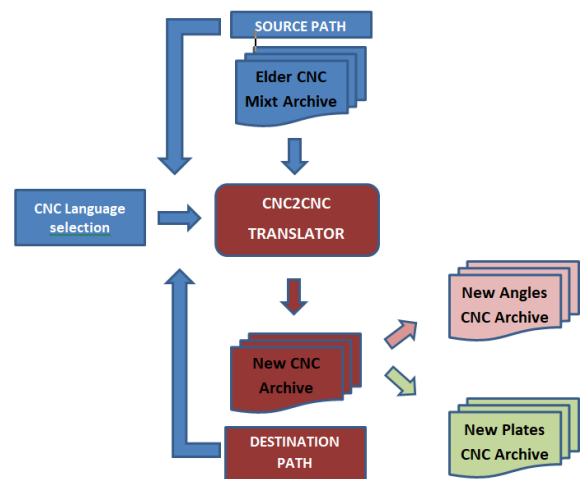 SOURCE PATH
Elder CNC
Mixt Archive
CNC Language
selection
CNC2CNC
TRANSLATOR
New Angles
CNC Archive
New CNC
Archive
New Plates
CNC Archive
DESTINATION
PATH